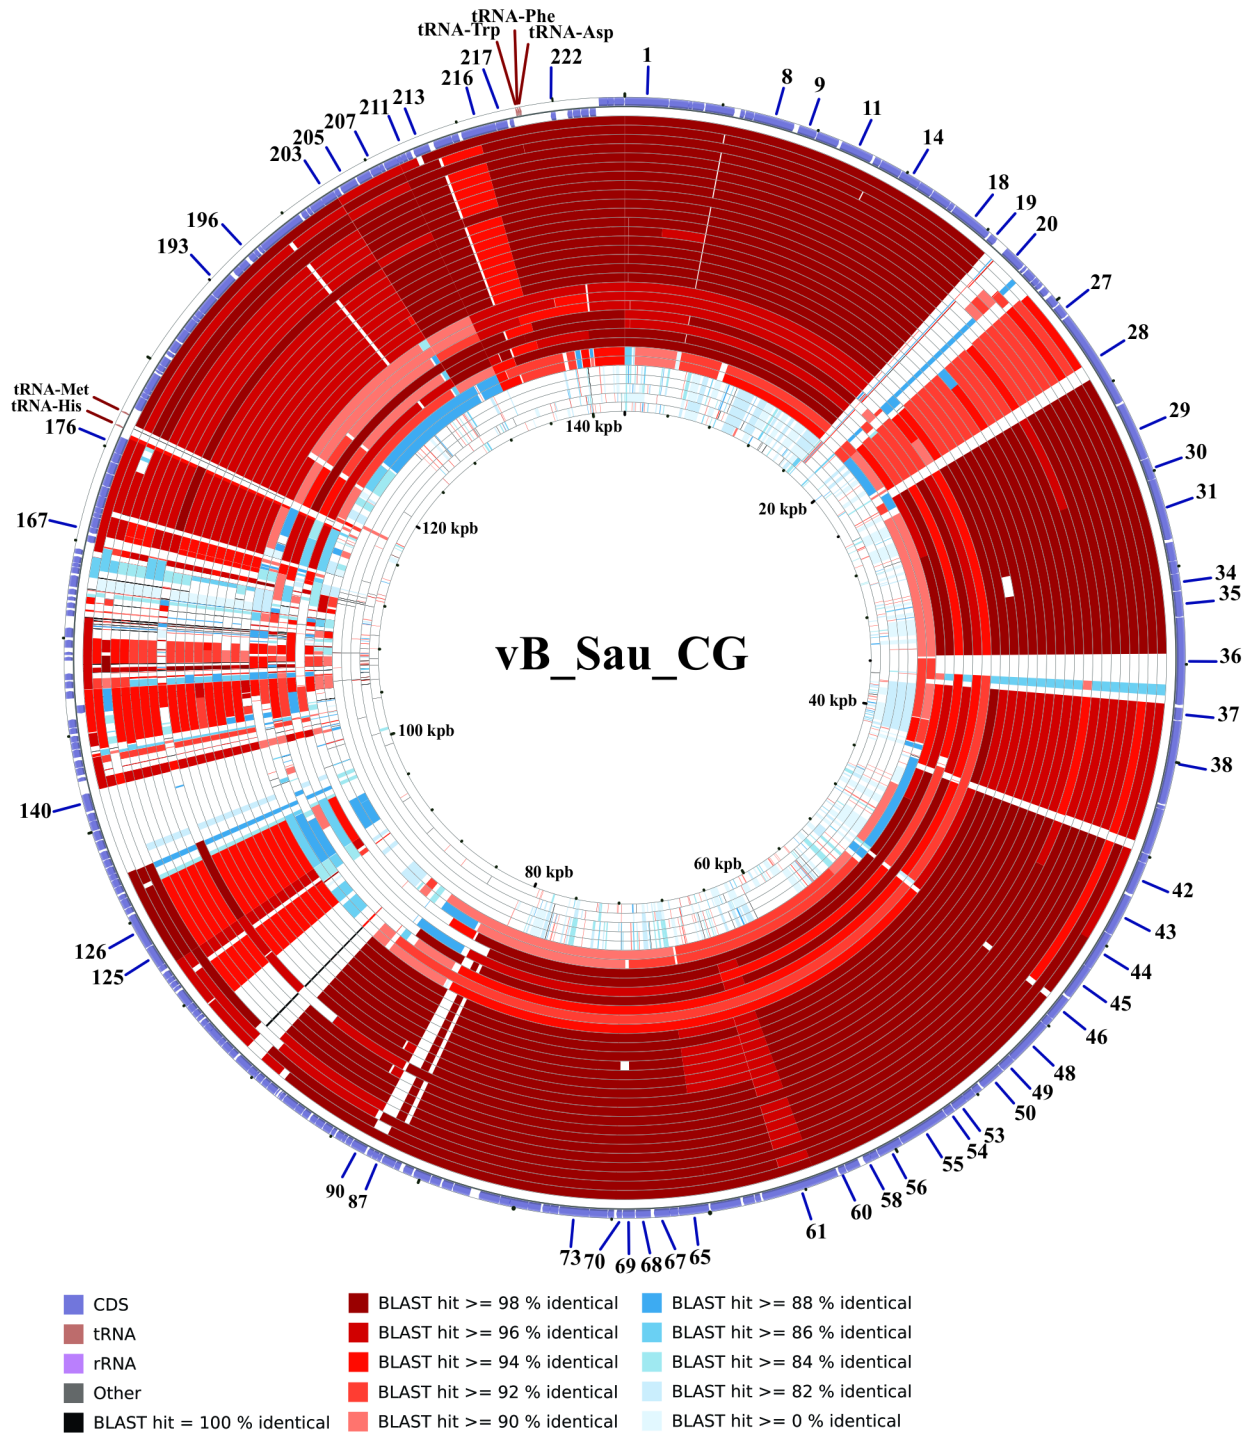 tRNA-Phe
tRNA-Trp
tRNA-Asp
1
8
9
11
14
18
19
20
27
28
29
30
31
34
35
36
37
38
42
43
44
45
46
48
49
50
53
54
55
56
58
60
61
65
67
68
69
70
73
87
90
125
126
140
167
176
tRNA-His
tRNA-Met
193
196
203
205
207
211
213
216
217
222
140 kpb
20 kpb
40 kpb
60 kpb
80 kpb
100 kpb
120 kpb
vB_Sau_CG
CDS
tRNA
rRNA
Other
BLAST hit = 100 % identical
BLAST hit >= 98 % identical
BLAST hit >= 96 % identical
BLAST hit >= 94 % identical
BLAST hit >= 92 % identical
BLAST hit >= 90 % identical
BLAST hit >= 88 % identical
BLAST hit >= 86 % identical
BLAST hit >= 84 % identical
BLAST hit >= 82 % identical
BLAST hit >= 0 % identical